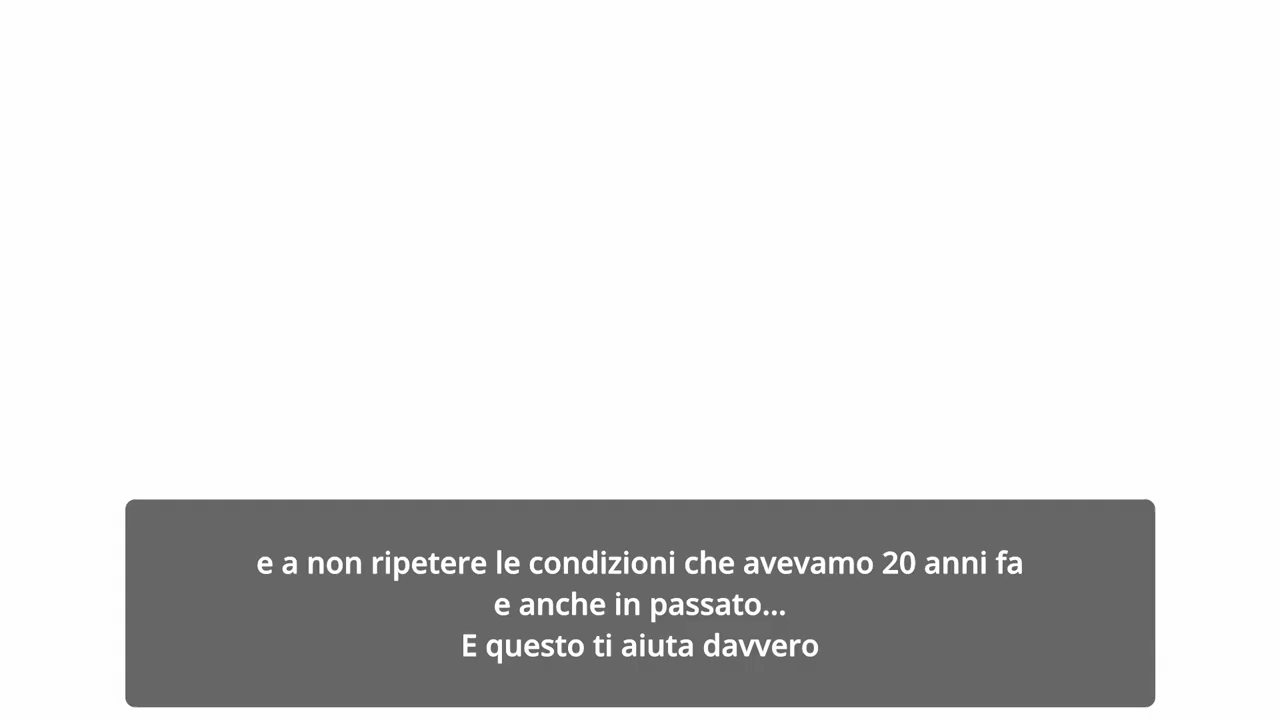 e a non ripetere le condizioni che avevamo 20 anni fa
e anche in passato...
E questo ti aiuta davvero